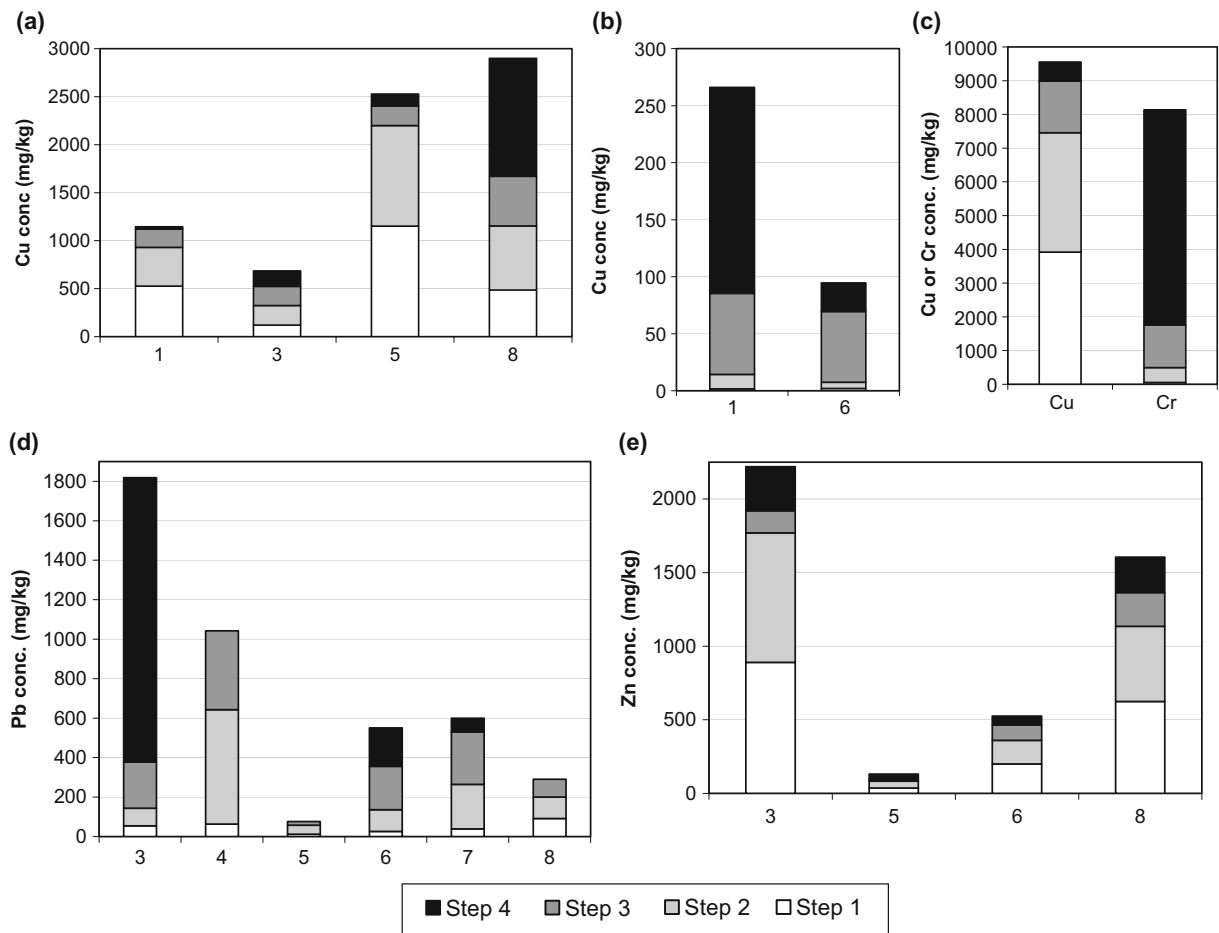 (a)
Cu conc (mg/kg)
3000
2500
2000
1500
1000
500
0
1 3 5 8
(b)
Cu conc (mg/kg)
300
250
200
150
100
50
0
1 6
(c)
Cu or Cr conc. (mg/kg)
10000
9000
8000
7000
6000
5000
4000
3000
2000
1000
0
Cu Cr
(d)
Pb conc. (mg/kg)
1800
1600
1400
1200
1000
800
600
400
200
0
3 4 5 6 7 8
(e)
Zn conc. (mg/kg)
2000
1500
1000
500
0
3 5 6 8
Step 4 Step 3 Step 2 Step 1